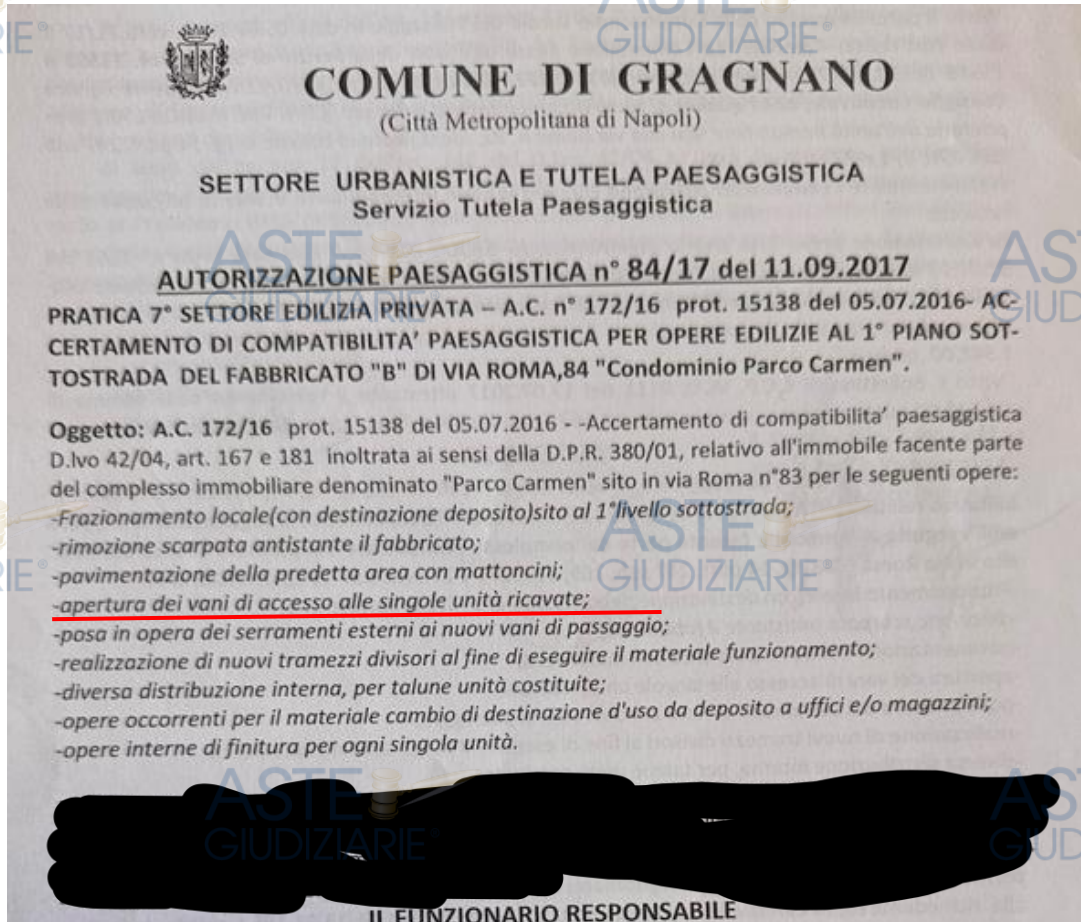 COMUNE DI GRAGNANO
(Città Metropolitana di Napoli)
SETTORE URBANISTICA E TUTELA PAESAGGISTICA
Servizio Tutela Paesaggistica
AUTORIZZAZIONE PAESAGGISTICA n° 84/17 del 11.09.2017
PRATICA 7° SETTORE EDILIZIA PRIVATA – A.C. n° 172/16 prot. 15138 del 05.07.2016- AC-
CERTAMENTO DI COMPATIBILITA’ PAESAGGISTICA PER OPERE EDILIZIE AL 1° PIANO SOT-
TOSTRADA DEL FABBRICATO "B" DI VIA ROMA,84 "Condominio Parco Carmen".
Oggetto: A.C. 172/16 prot. 15138 del 05.07.2016 - -Accertamento di compatibilita’ paesaggistica
D.lvo 42/04, art. 167 e 181 inoltrata ai sensi della D.P.R. 380/01, relativo all'immobile facente parte
del complesso immobiliare denominato "Parco Carmen" sito in via Roma n°83 per le seguenti opere:
-Frazionamento locale(con destinazione deposito)sito al 1°livello sottostrada;
-rimozione scarpata antistante il fabbricato;
-pavimentazione della predetta area con mattoncini;
-apertura dei vani di accesso alle singole unità ricavate;
-posa in opera dei serramenti esterni ai nuovi vani di passaggio;
-realizzazione di nuovi tramezzi divisori al fine di eseguire il materiale funzionamento;
-diversa distribuzione interna, per talune unità costituite;
-opere occorrenti per il materiale cambio di destinazione d'uso da deposito a uffici e/o magazzini;
-opere interne di finitura per ogni singola unità.
IL FUNZIONARIO RESPONSABILE
ASTE
GIUDIZIARIE®